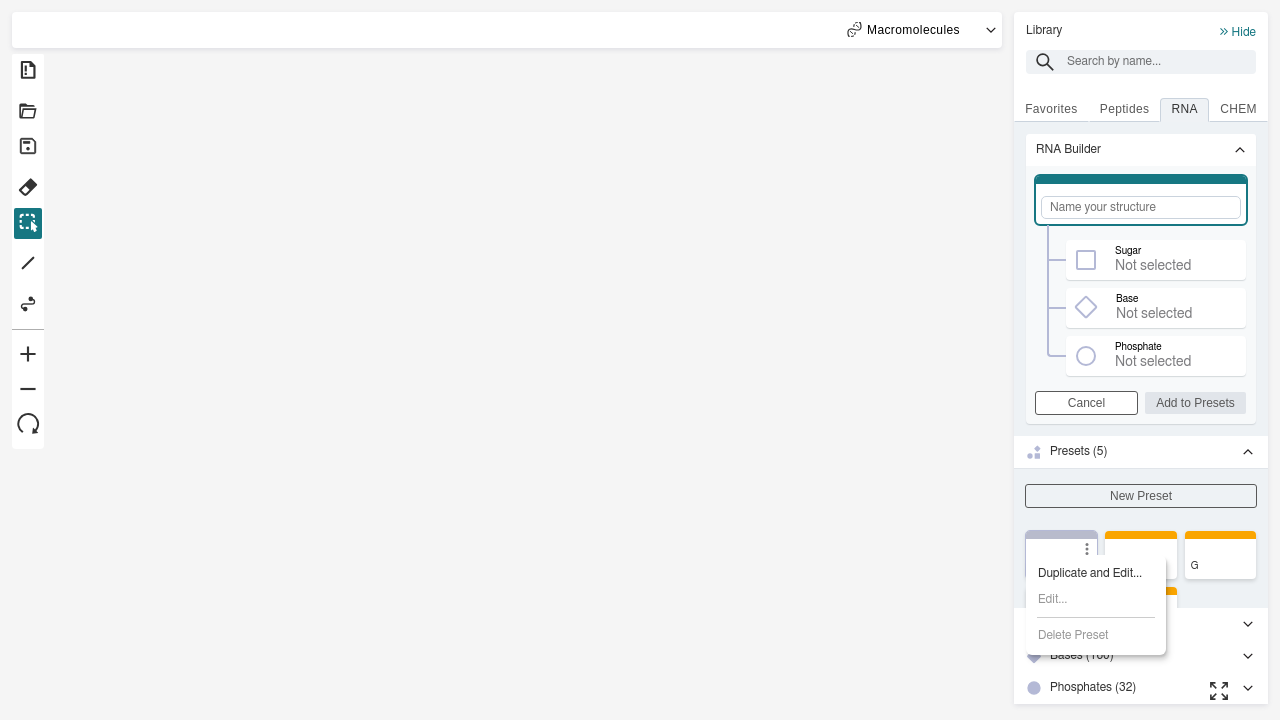 Macromolecules
Library
Hide
Search by name...
Favorites
Peptides
RNA
CHEM
RNA Builder
Name your structure
Sugar
Not selected
Base
Not selected
Phosphate
Not selected
Cancel
Add to Presets
Presets (5)
New Preset
G
Duplicate and Edit...
Edit...
Delete Preset
Phosphates (32)